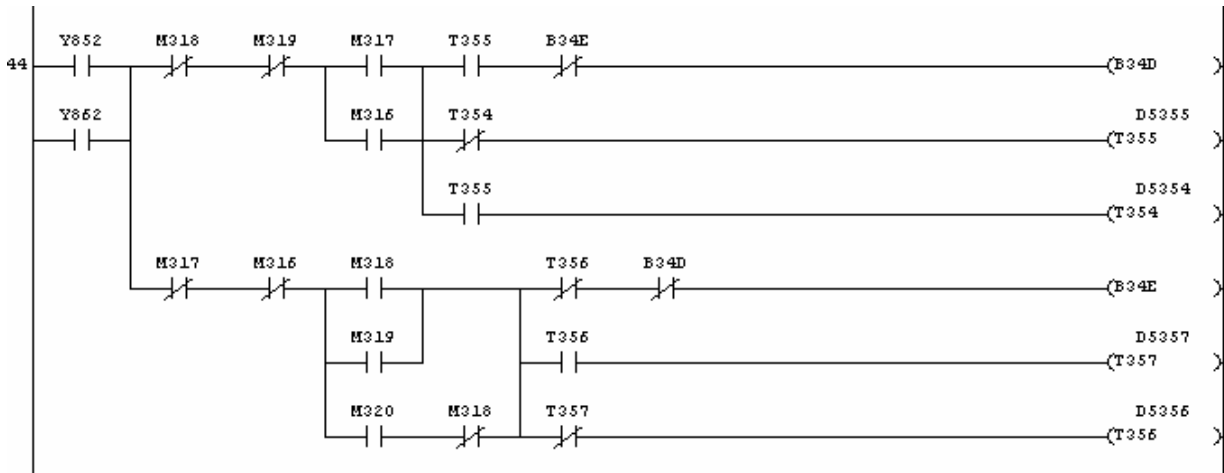 Y852 M318 M319 M317 T355 B34E
44 (B34D )
Y862 M316 T354 D5355
(T355 )
T355 D5354
(T354 )
M317 M316 M318 T356 B34D
(B34E )
M319 T356 D5357
(T357 )
M320 M318 T357 D5356
(T356 )